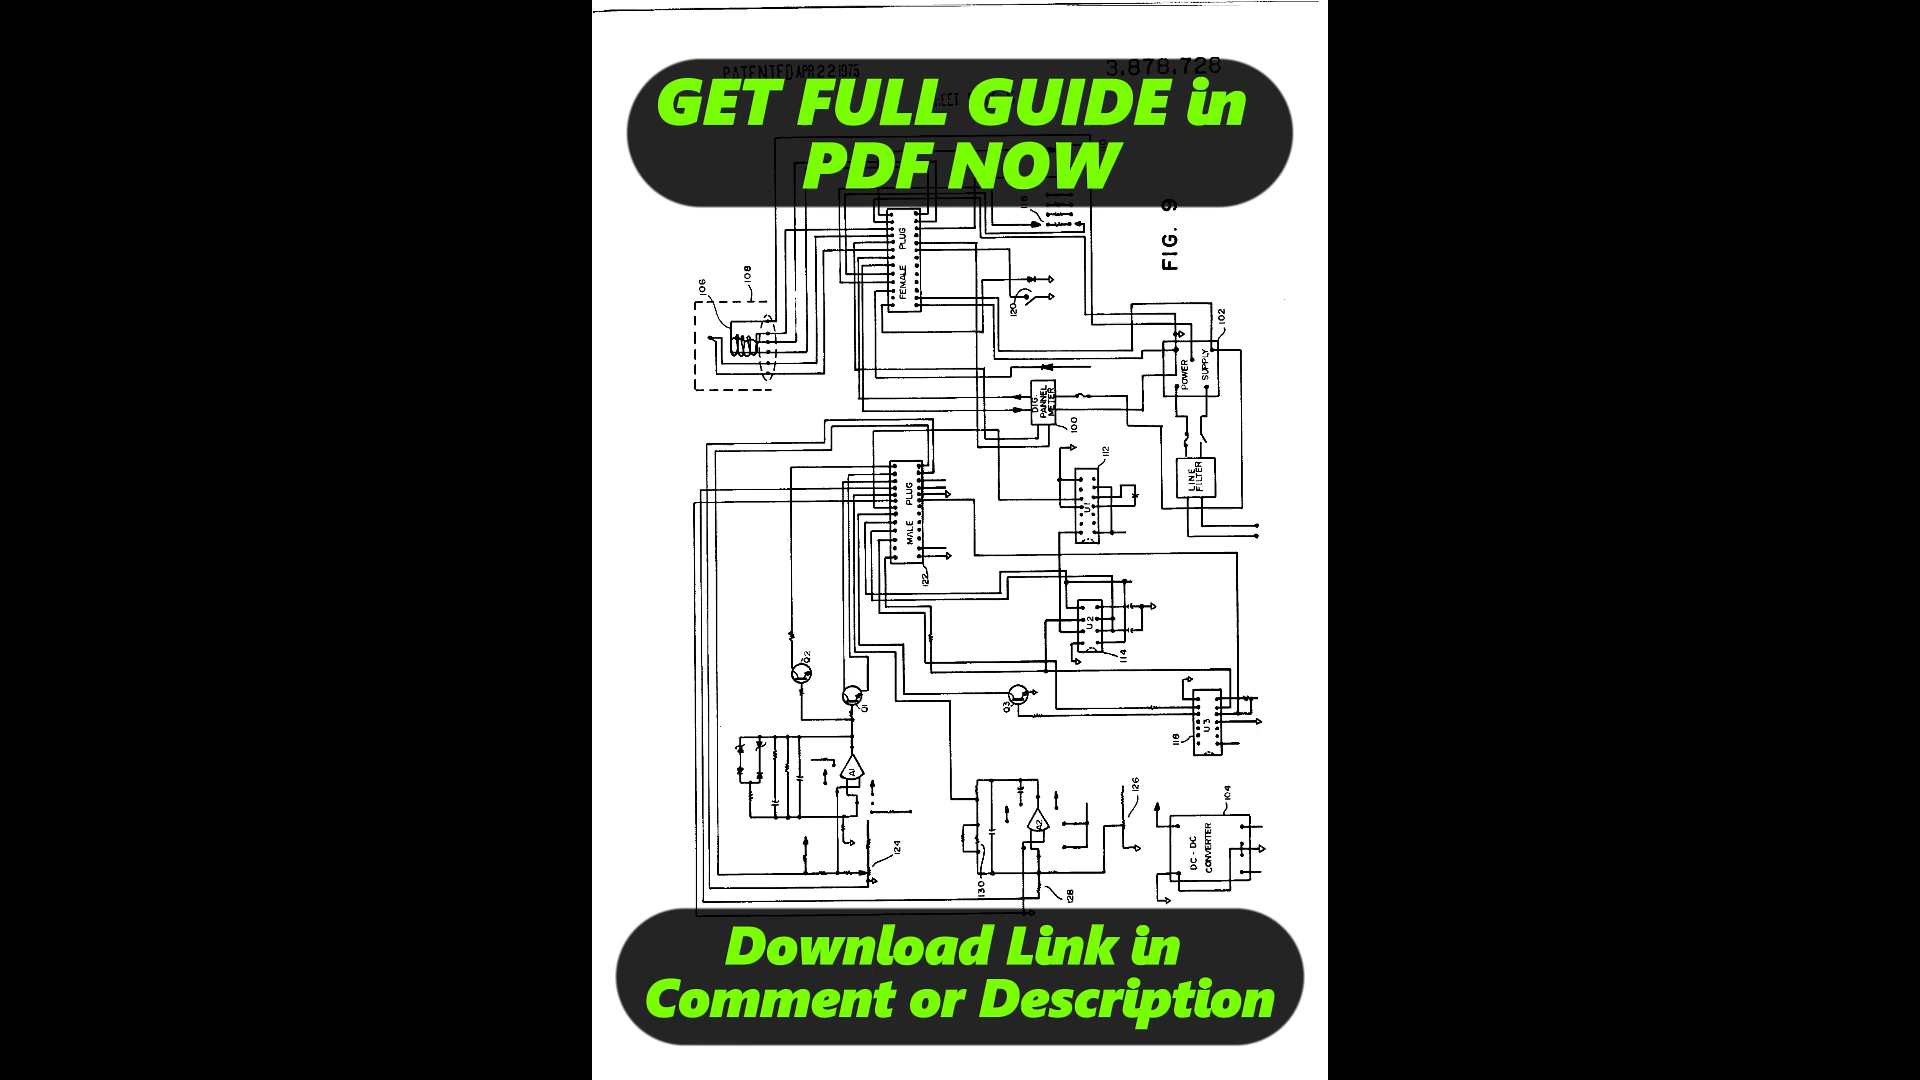 PATENTED APR 22 1975
3,878,728
GET FULL GUIDE in
PDF NOW
FIG. 9
106
108
FEMALE PLUG
120
102
POWER
SUPPLY
DIG.
PANNEL
METER
100
LINE
FILTER
112
U1
MALE PLUG
122
U2
114
Q2
Q1
Q3
U3
118
A1
124
A2
126
128
130
104
DC - DC
CONVERTER
Download Link in
Comment or Description